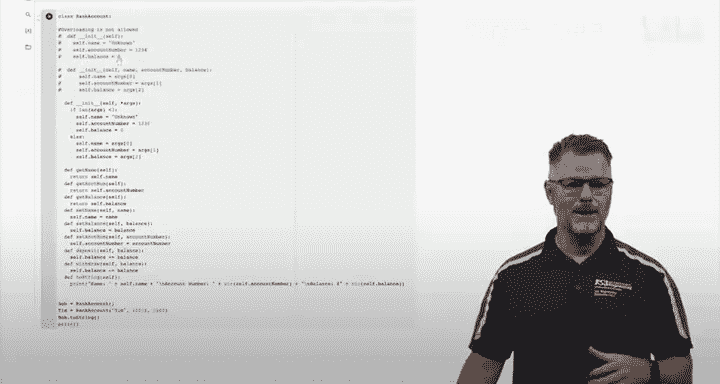 class BankAccount:
#Overloading is not allowed
#  def __init__(self):
#    self.name = "Unknown"
#    self.accountNumber = 1234
#    self.balance = 0
#  def __init__(self, name, accountNumber, balance):
#    self.name = args[0]
#    self.accountNumber = args[1]
#    self.balance = args[2]
def __init__(self, *args):
if len(args)
self.name = "Unknown"
self.accountNumber =
self.balance = 0
else:
self.name = args[0]
self.accountNumber = args[1]
self.balance = args[2]
def getName(self):
return self.name
def getAcctNum(self):
return self.accountNumber
def getBalance(self):
return self.balance
def setName(self, name):
self.name = name
def setBalance(self, balance):
self.balance = balance
def setAcctNum(self, accountNumber):
self.accountNumber = accountNumber
def deposit(self, balance):
self.balance += balance
def withdraw(self, balance):
self.balance -= balance
def toString(self):
print("Name: " + self.name + "\nAccount Number: " + str(self.accountNumber) + "\nBalance: $" + str(self.balance))
Bob = BankAccount()
Tim = BankAccount("Tim",
Bob.toString()
print()
ASU